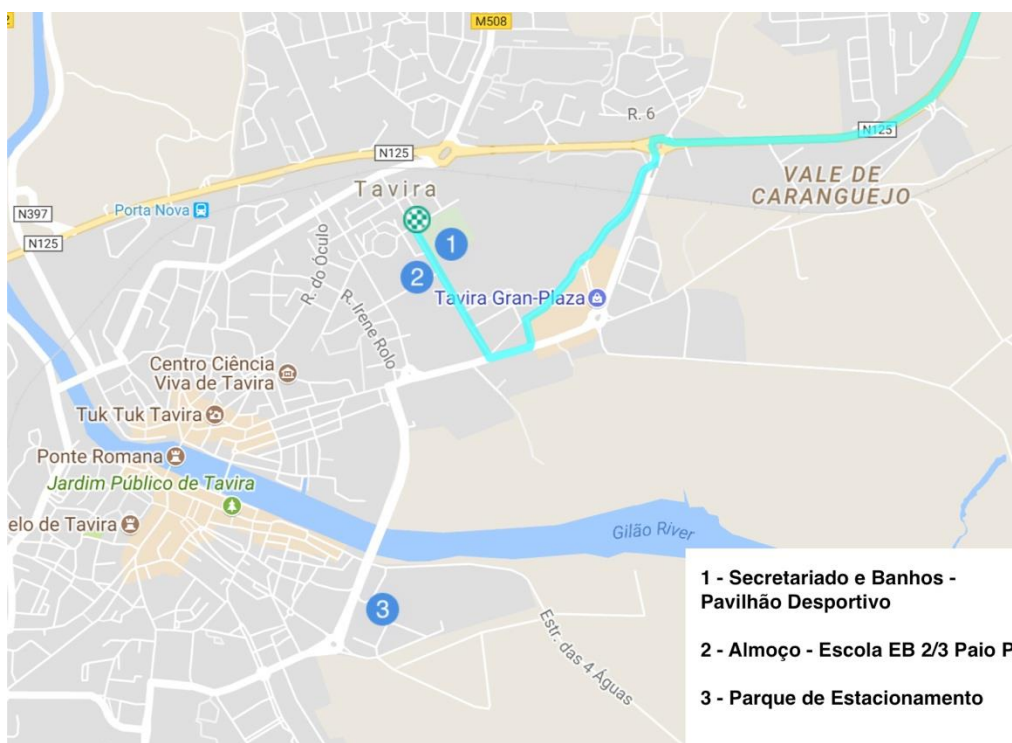 M508
R. 6
N125
N125
Tavira
VALE DE
CARANGUEJO
Porta Nova
N397
N125
1
2
R. do Óculo
Tavira Gran-Plaza
R. Irene Rolo
Centro Ciência
Viva de Tavira
Tuk Tuk Tavira
Ponte Romana
Jardim Público de Tavira
elo de Tavira
Gilão River
3
Estr. das 4 Águas
1 - Secretariado e Banhos -
Pavilhão Desportivo
2 - Almoço - Escola EB 2/3 Paio P
3 - Parque de Estacionamento